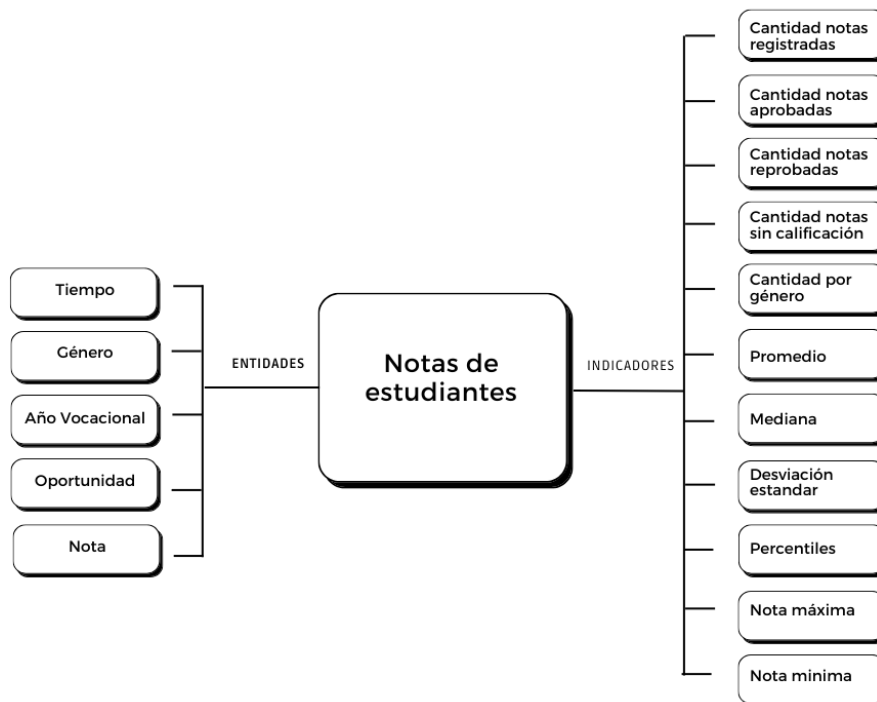 Tiempo
Género
Año Vocacional
Oportunidad
Nota
ENTIDADES
Notas de
estudiantes
INDICADORES
Cantidad notas
registradas
Cantidad notas
aprobadas
Cantidad notas
reprobadas
Cantidad notas
sin calificación
Cantidad por
género
Promedio
Mediana
Desviación
estandar
Percentiles
Nota máxima
Nota minima